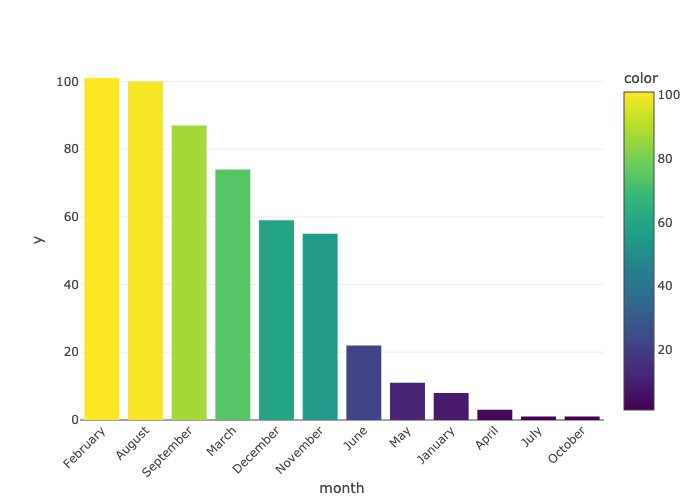 color
100
80
60
40
20
0
y
100
80
60
40
20
February
August
September
March
December
November
June
May
January
April
July
October
month